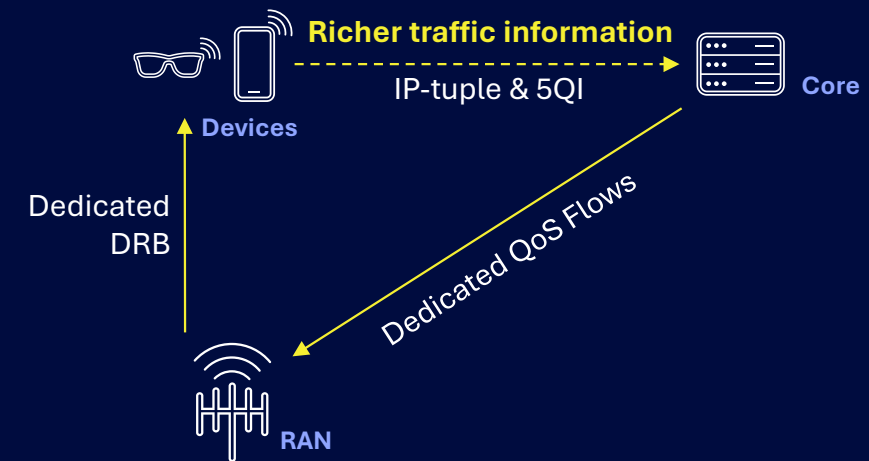 Richer traffic information
IP-tuple & 5QI
Core
Devices
Dedicated
DRB
Dedicated QoS Flows
RAN